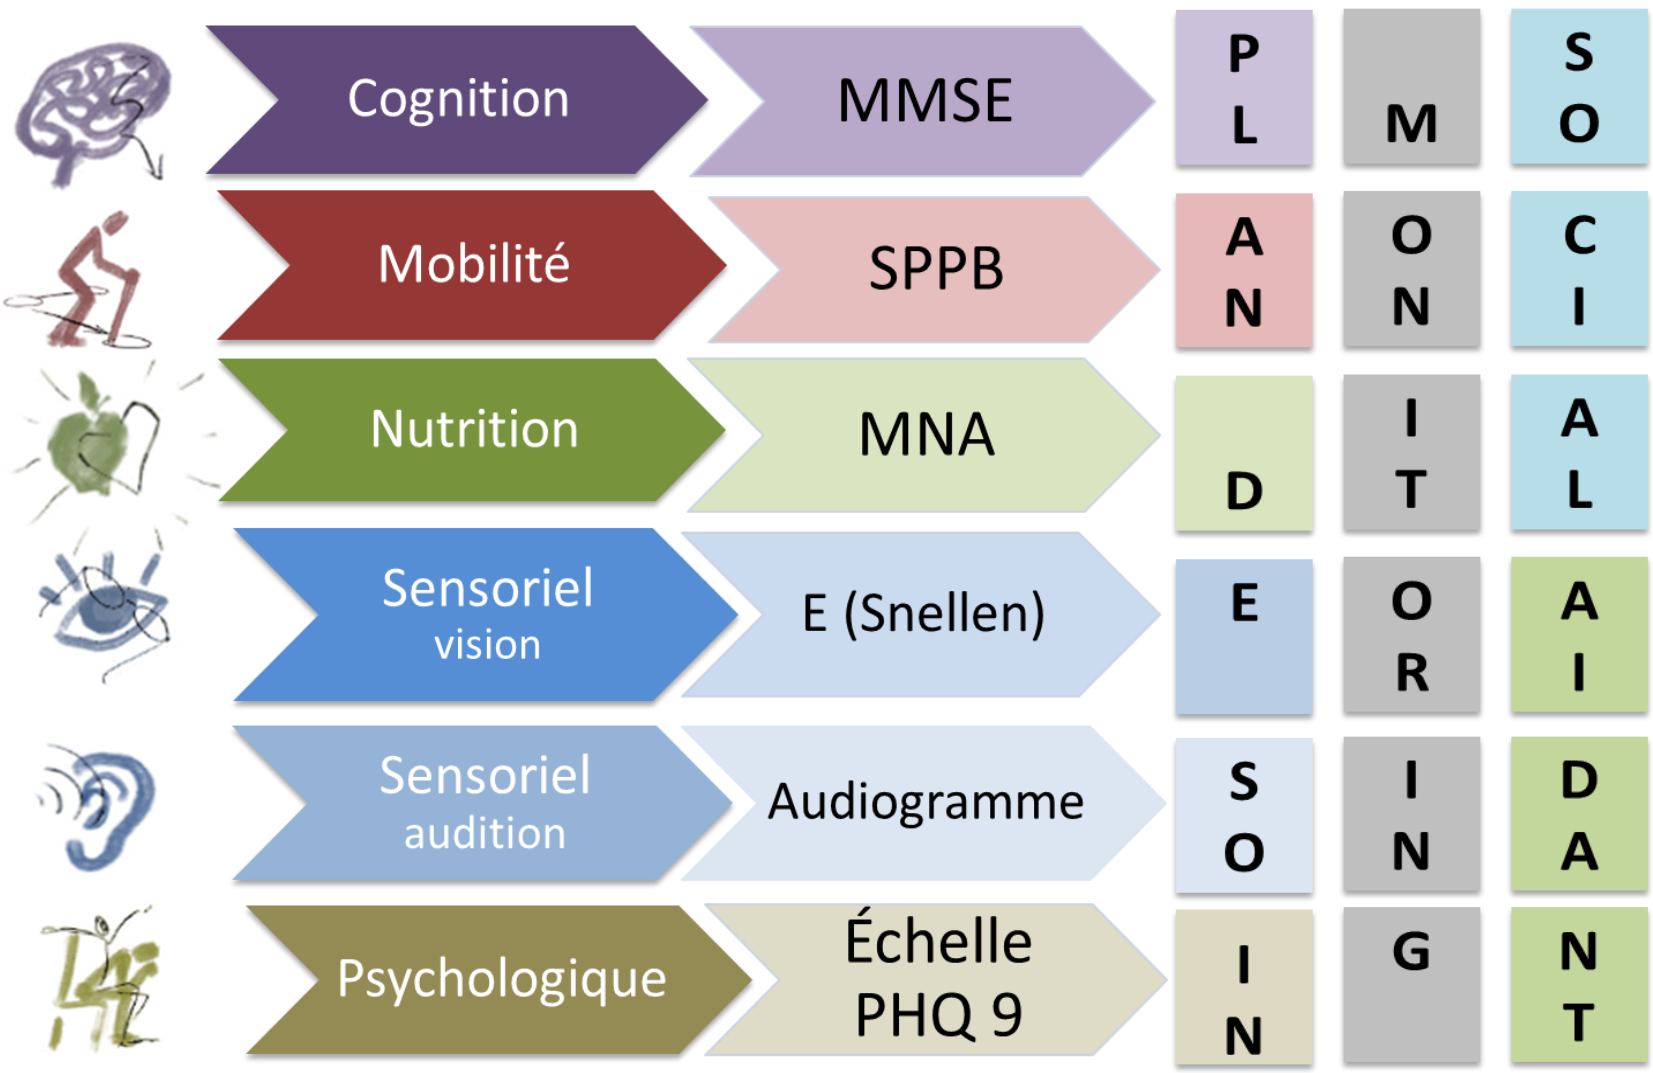 Cognition
MMSE
Mobilité
SPPB
Nutrition
MNA
Sensoriel
vision
E (Snellen)
Sensoriel
audition
Audiogramme
Psychologique
Échelle
PHQ 9
P
L
A
N
D
E
S
O
I
N
M
O
N
I
T
O
R
I
N
G
S
O
C
I
A
L
A
I
D
A
N
T